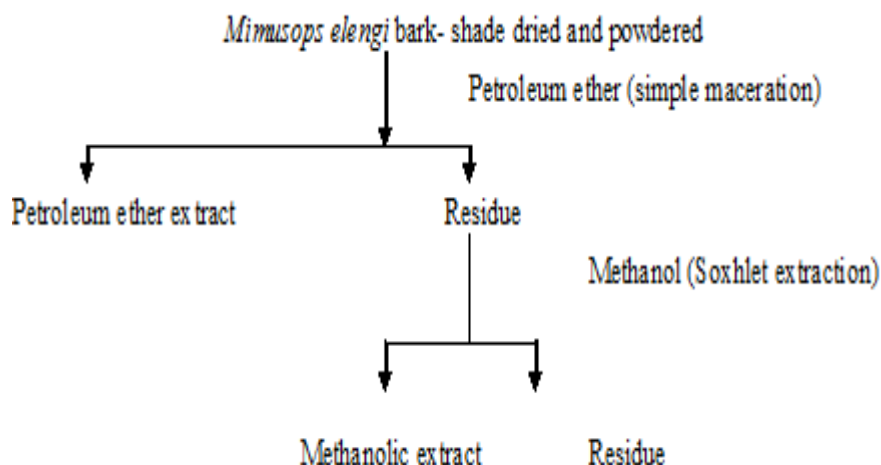 Mimusops elengi bark- shade dried and powdered
Petroleum ether (simple maceration)
Petroleum ether extract
Residue
Methanol (Soxhlet extraction)
Methanolic extract
Residue